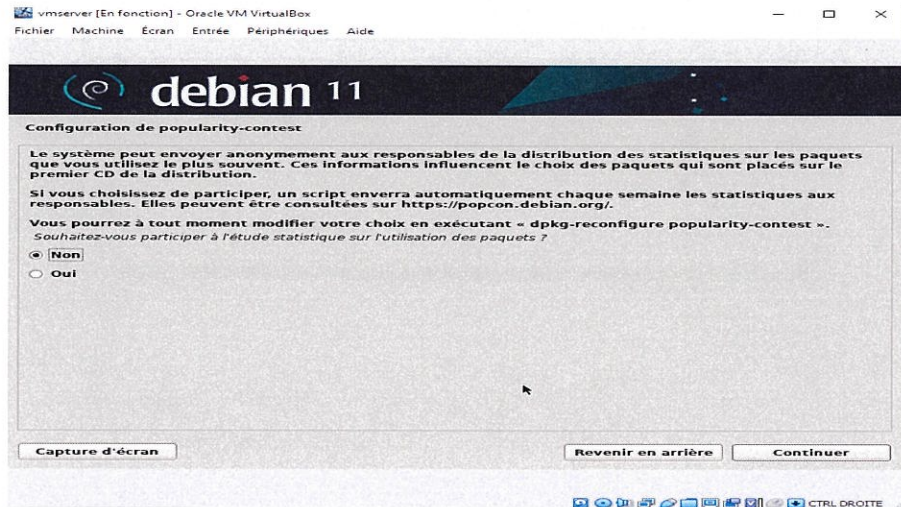 vmserver [En fonction] - Oracle VM VirtualBox
Fichier Machine Écran Entrée Périphériques Aide
debian 11
Configuration de popularity-contest
Le système peut envoyer anonymement aux responsables de la distribution des statistiques sur les paquets
que vous utilisez le plus souvent. Ces informations influencent le choix des paquets qui sont placés sur le
premier CD de la distribution.
Si vous choisissez de participer, un script enverra automatiquement chaque semaine les statistiques aux
responsables. Elles peuvent être consultées sur https://popcon.debian.org/.
Vous pourrez à tout moment modifier votre choix en exécutant « dpkg-reconfigure popularity-contest ».
Souhaitez-vous participer à l'étude statistique sur l'utilisation des paquets ?
Non
Oui
Capture d'écran
Revenir en arrière
Continuer
CTRL DROITE